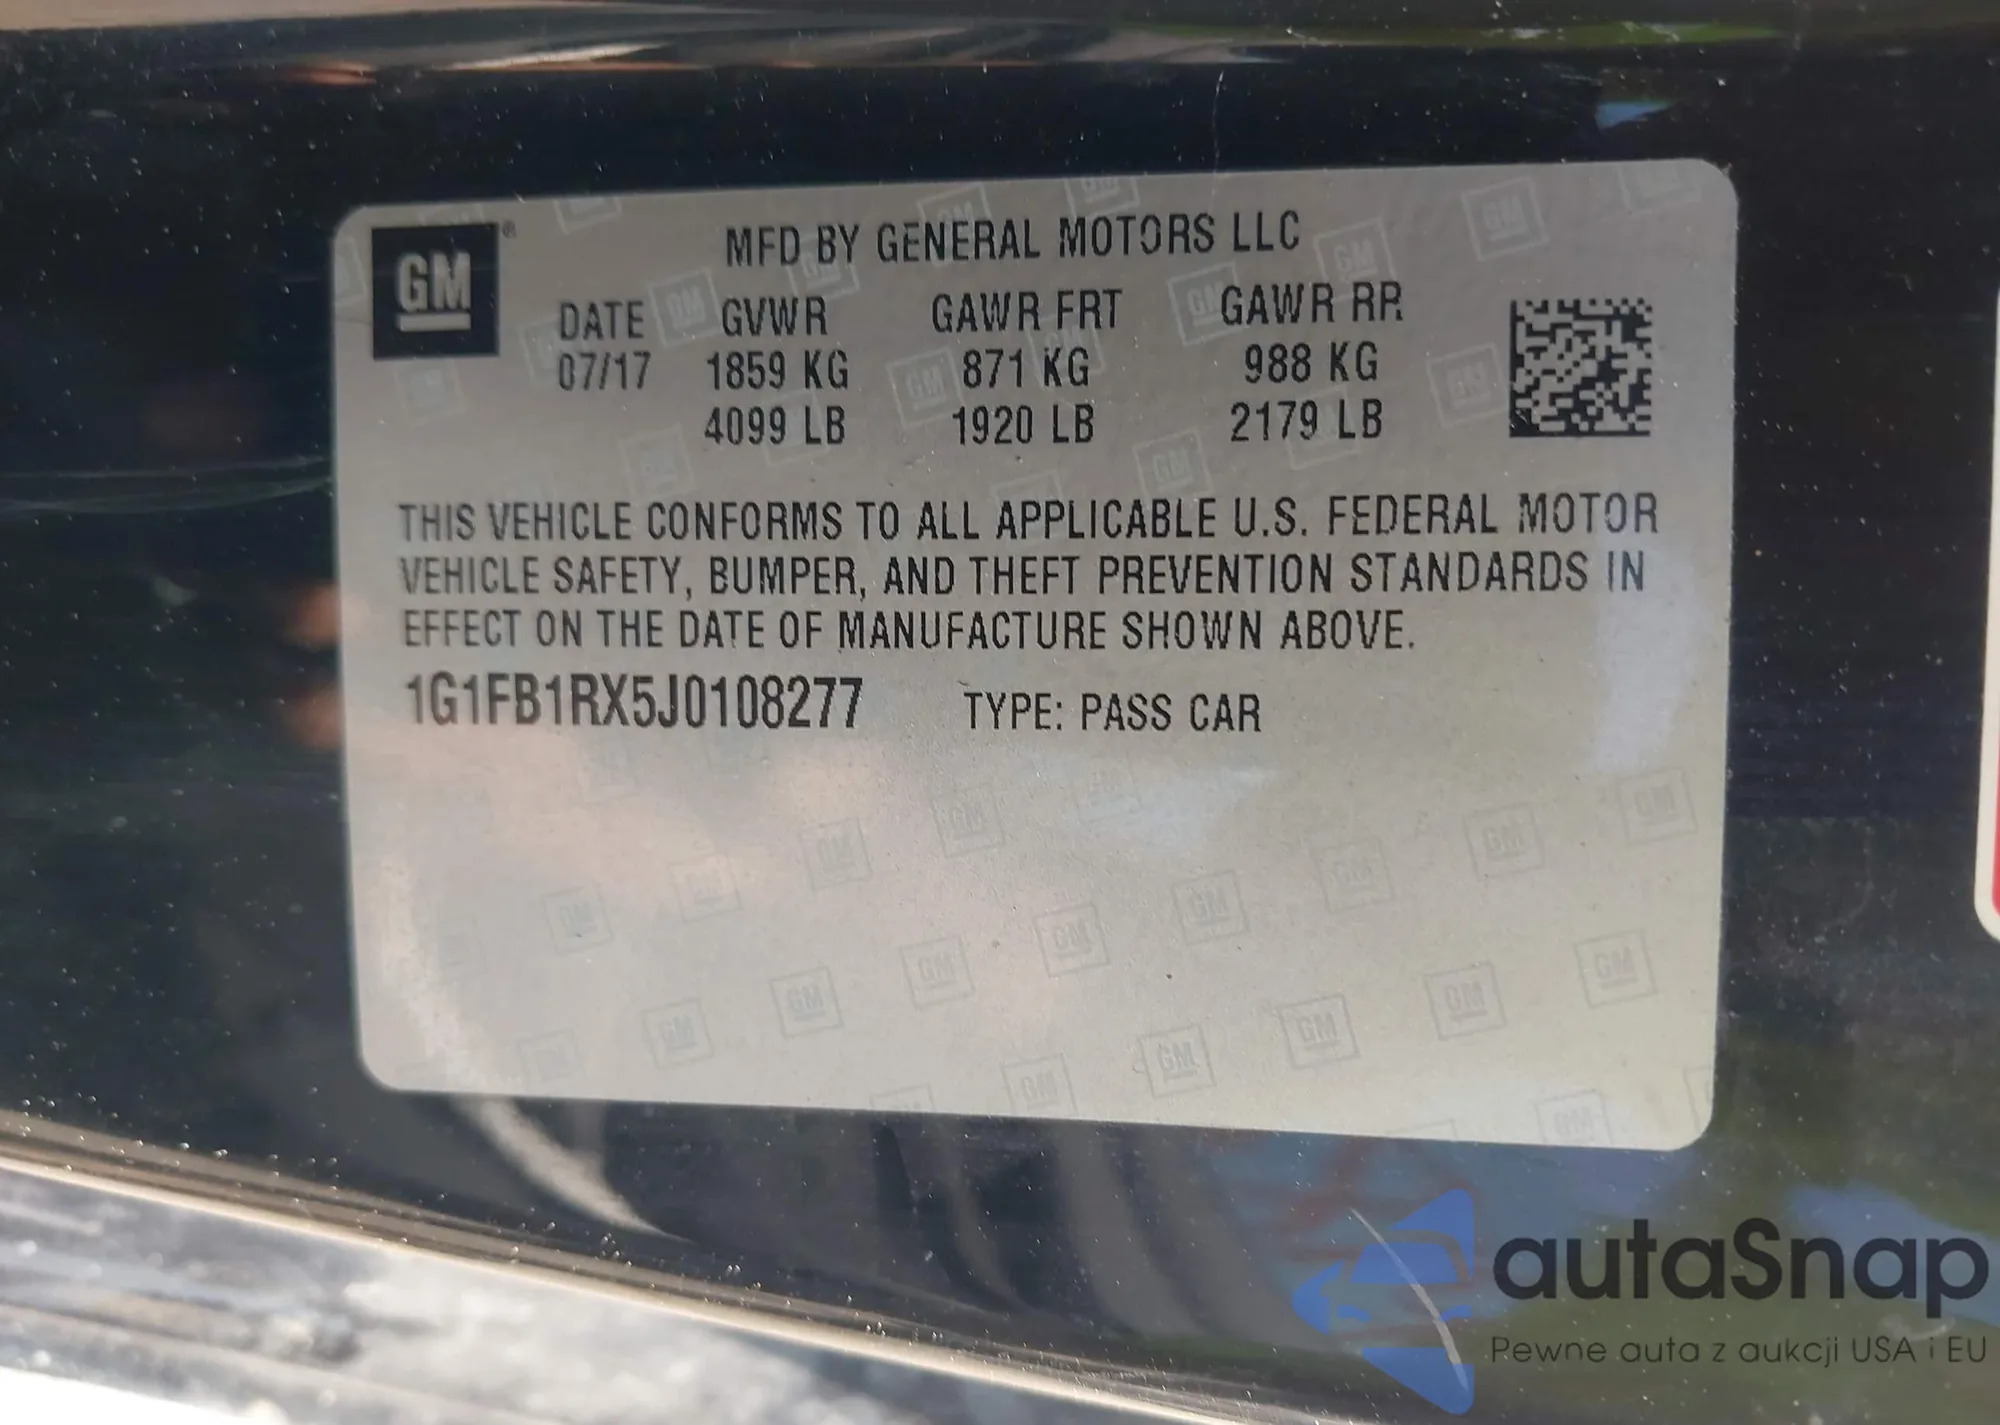 GM®
MFD BY GENERAL MOTORS LLC
DATE GVWR GAWR FRT GAWR RR
07/17 1859 KG 871 KG 988 KG
4099 LB 1920 LB 2179 LB
THIS VEHICLE CONFORMS TO ALL APPLICABLE U.S. FEDERAL MOTOR
VEHICLE SAFETY, BUMPER, AND THEFT PREVENTION STANDARDS IN
EFFECT ON THE DATE OF MANUFACTURE SHOWN ABOVE.
1G1FB1RX5J0108277 TYPE: PASS CAR
autaSnap
Pewne auta z aukcji USA i EU